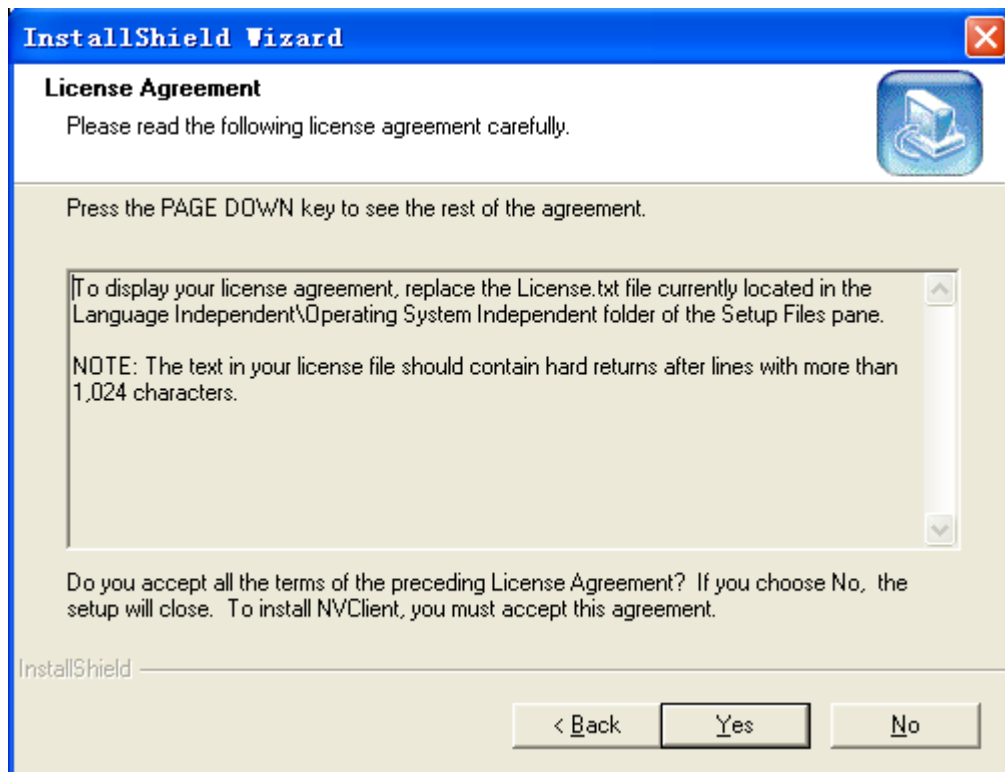 InstallShield Wizard
License Agreement
Please read the following license agreement carefully.
Press the PAGE DOWN key to see the rest of the agreement.
To display your license agreement, replace the License.txt file currently located in the
Language Independent\Operating System Independent folder of the Setup Files pane.
NOTE: The text in your license file should contain hard returns after lines with more than
1,024 characters.
Do you accept all the terms of the preceding License Agreement?  If you choose No,  the
setup will close.  To install NVClient, you must accept this agreement.
InstallShield
< Back
Yes
No